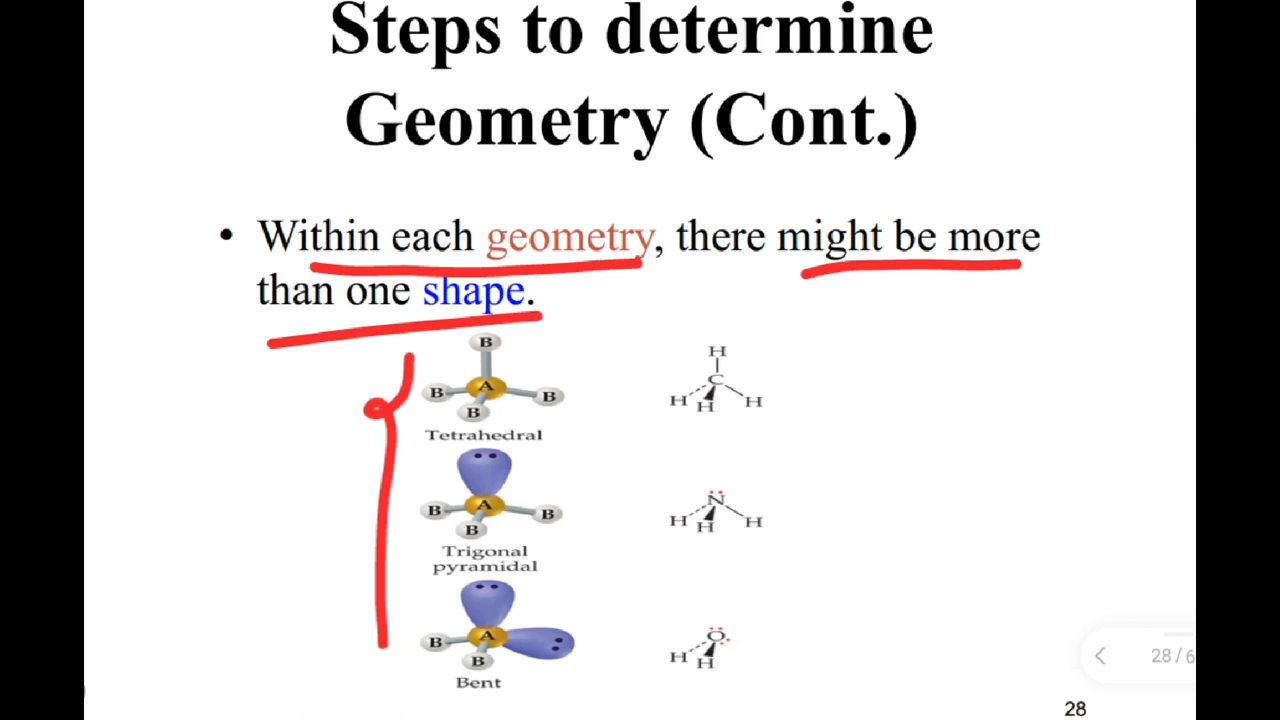 Steps to determine
Geometry (Cont.)
• Within each geometry, there might be more
than one shape.
B
A
B
B
B
Tetrahedral
H
C
H
H
H
A
B
B
B
Trigonal
pyramidal
N
H
H
H
A
B
B
Bent
O
H
H
28/6
28